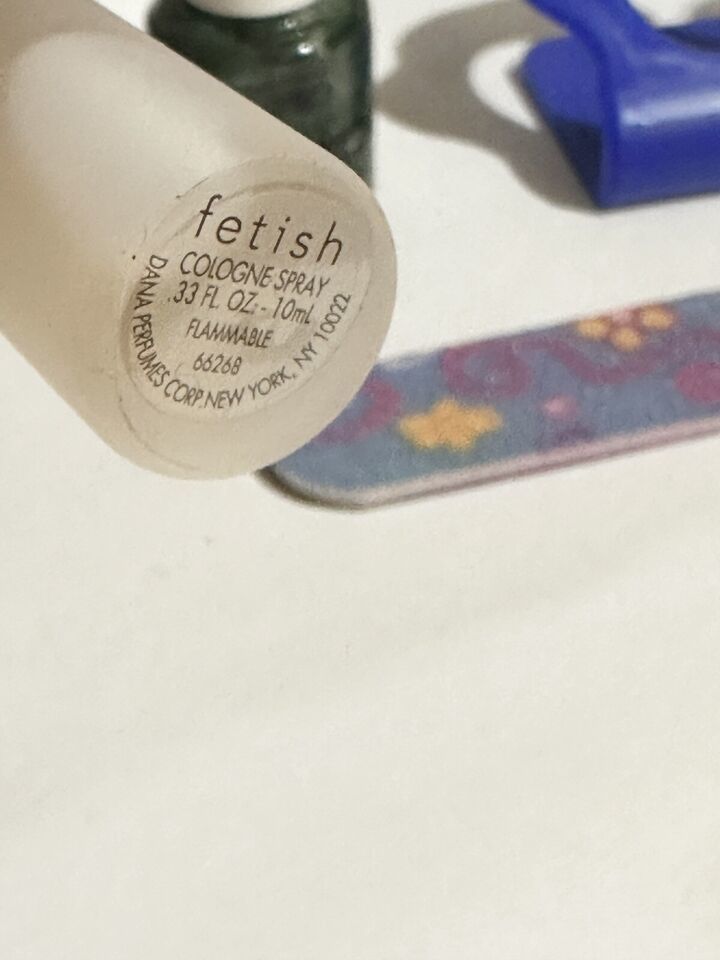 fetish
COLOGNE SPRAY
.33 FL. OZ. - 10mL
FLAMMABLE
66268
DANA PERFUMES CORP. NEW YORK, NY 10022